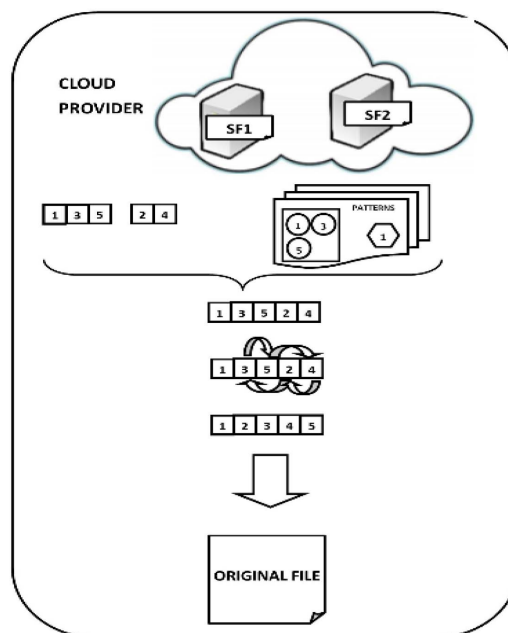 CLOUD
PROVIDER
SF1
SF2
1 3 5 2 4
PATTERNS
1 3
5
1
1 3 5 2 4
1 3 5 2 4
1 2 3 4 5
ORIGINAL FILE